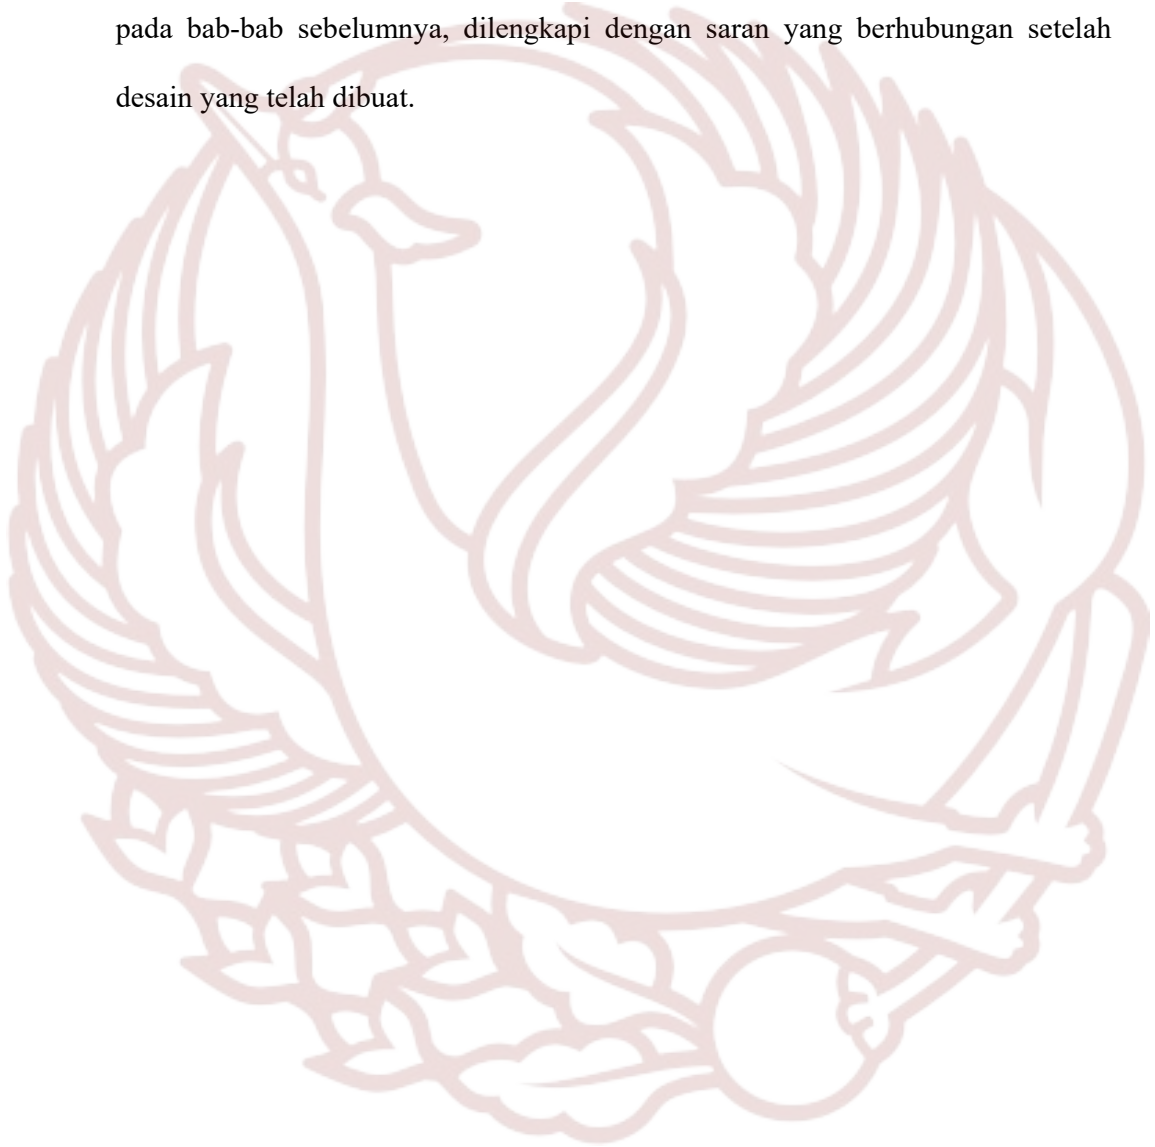 pada bab-bab sebelumnya, dilengkapi dengan saran yang berhubungan setelah
desain yang telah dibuat.